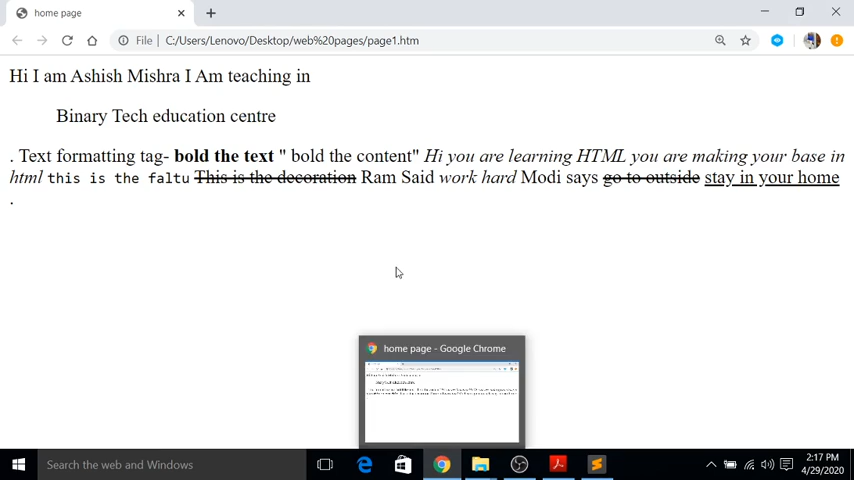 home page
File
C:/Users/Lenovo/Desktop/web%20pages/page1.htm
Hi I am Ashish Mishra I Am teaching in
Binary Tech education centre
. Text formatting tag- bold the text " bold the content" Hi you are learning HTML you are making your base in
html this is the faltu This is the decoration Ram Said work hard Modi says go to outside stay in your home
.
home page - Google Chrome
Search the web and Windows
2:17 PM
4/29/2020